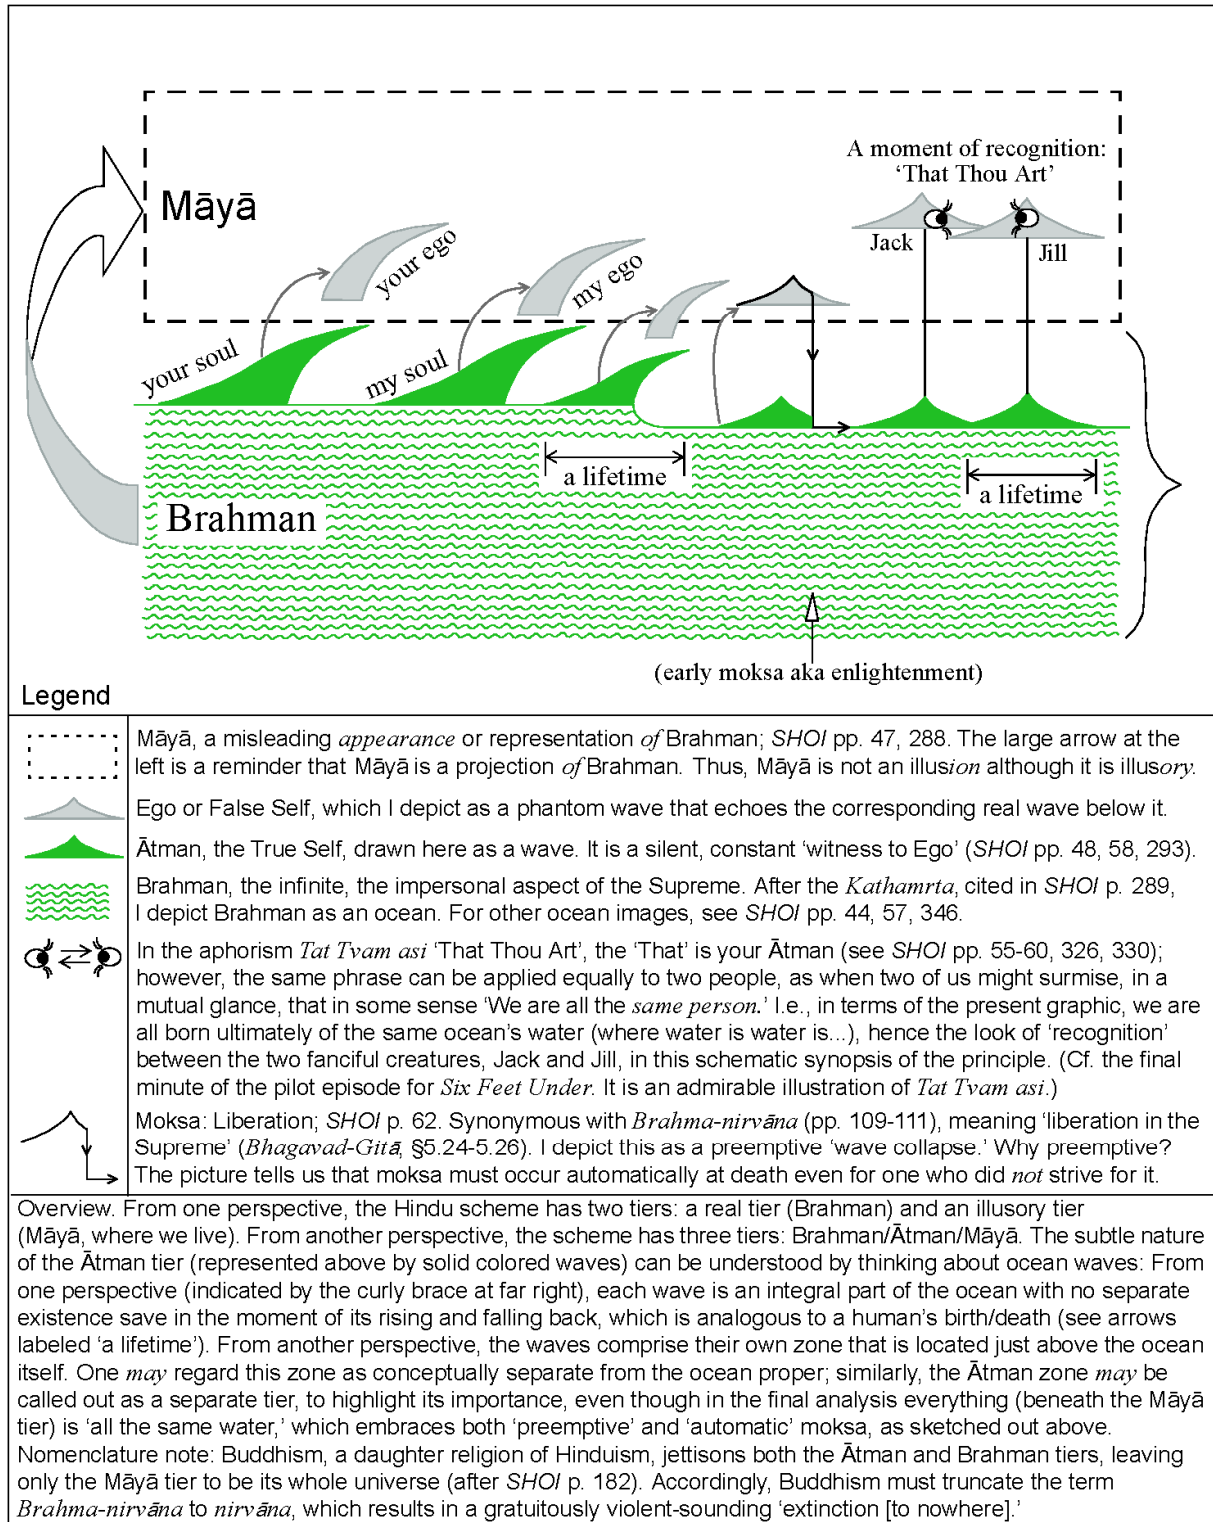 A moment of recognition:
'That Thou Art'
Māyā
Jack
Jill
your ego
my ego
your soul
my soul
a lifetime
a lifetime
Brahman
(early moksa aka enlightenment)
Legend
Māyā, a misleading appearance or representation of Brahman; SHOI pp. 47, 288. The large arrow at the
left is a reminder that Māyā is a projection of Brahman. Thus, Māyā is not an illusion although it is illusory.
Ego or False Self, which I depict as a phantom wave that echoes the corresponding real wave below it.
Ātman, the True Self, drawn here as a wave. It is a silent, constant 'witness to Ego' (SHOI pp. 48, 58, 293).
Brahman, the infinite, the impersonal aspect of the Supreme. After the Kathamrta, cited in SHOI p. 289,
I depict Brahman as an ocean. For other ocean images, see SHOI pp. 44, 57, 346.
In the aphorism Tat Tvam asi 'That Thou Art', the 'That' is your Ātman (see SHOI pp. 55-60, 326, 330);
however, the same phrase can be applied equally to two people, as when two of us might surmise, in a
mutual glance, that in some sense 'We are all the same person.' I.e., in terms of the present graphic, we are
all born ultimately of the same ocean's water (where water is water is...), hence the look of 'recognition'
between the two fanciful creatures, Jack and Jill, in this schematic synopsis of the principle. (Cf. the final
minute of the pilot episode for Six Feet Under. It is an admirable illustration of Tat Tvam asi.)
Moksa: Liberation; SHOI p. 62. Synonymous with Brahma-nirvāna (pp. 109-111), meaning 'liberation in the
Supreme' (Bhagavad-Gitā, §5.24-5.26). I depict this as a preemptive 'wave collapse.' Why preemptive?
The picture tells us that moksa must occur automatically at death even for one who did not strive for it.
Overview. From one perspective, the Hindu scheme has two tiers: a real tier (Brahman) and an illusory tier
(Māyā, where we live). From another perspective, the scheme has three tiers: Brahman/Ātman/Māyā. The subtle nature
of the Ātman tier (represented above by solid colored waves) can be understood by thinking about ocean waves: From
one perspective (indicated by the curly brace at far right), each wave is an integral part of the ocean with no separate
existence save in the moment of its rising and falling back, which is analogous to a human's birth/death (see arrows
labeled 'a lifetime'). From another perspective, the waves comprise their own zone that is located just above the ocean
itself. One may regard this zone as conceptually separate from the ocean proper; similarly, the Ātman zone may be
called out as a separate tier, to highlight its importance, even though in the final analysis everything (beneath the Māyā
tier) is 'all the same water,' which embraces both 'preemptive' and 'automatic' moksa, as sketched out above.
Nomenclature note: Buddhism, a daughter religion of Hinduism, jettisons both the Ātman and Brahman tiers, leaving
only the Māyā tier to be its whole universe (after SHOI p. 182). Accordingly, Buddhism must truncate the term
Brahma-nirvāna to nirvāna, which results in a gratuitously violent-sounding 'extinction [to nowhere].'